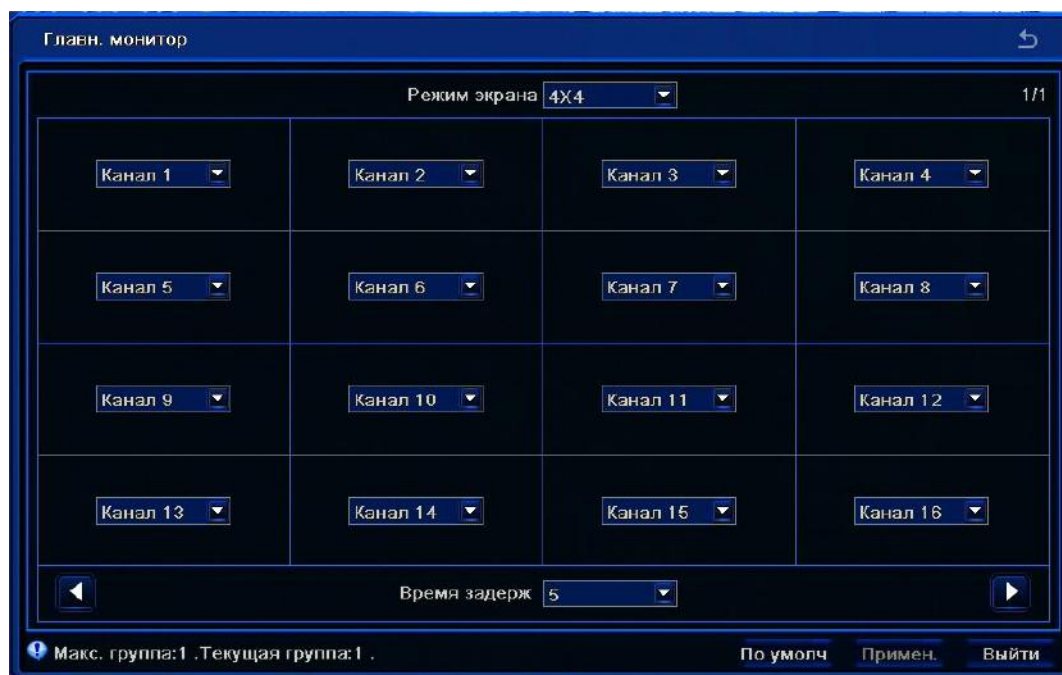 Главн. монитор
Режим экрана 4X4 1/1
Канал 1 Канал 2 Канал 3 Канал 4
Канал 5 Канал 6 Канал 7 Канал 8
Канал 9 Канал 10 Канал 11 Канал 12
Канал 13 Канал 14 Канал 15 Канал 16
Время задерж 5
Макс. группа:1 .Текущая группа:1 . По умолч Примен. Выйти